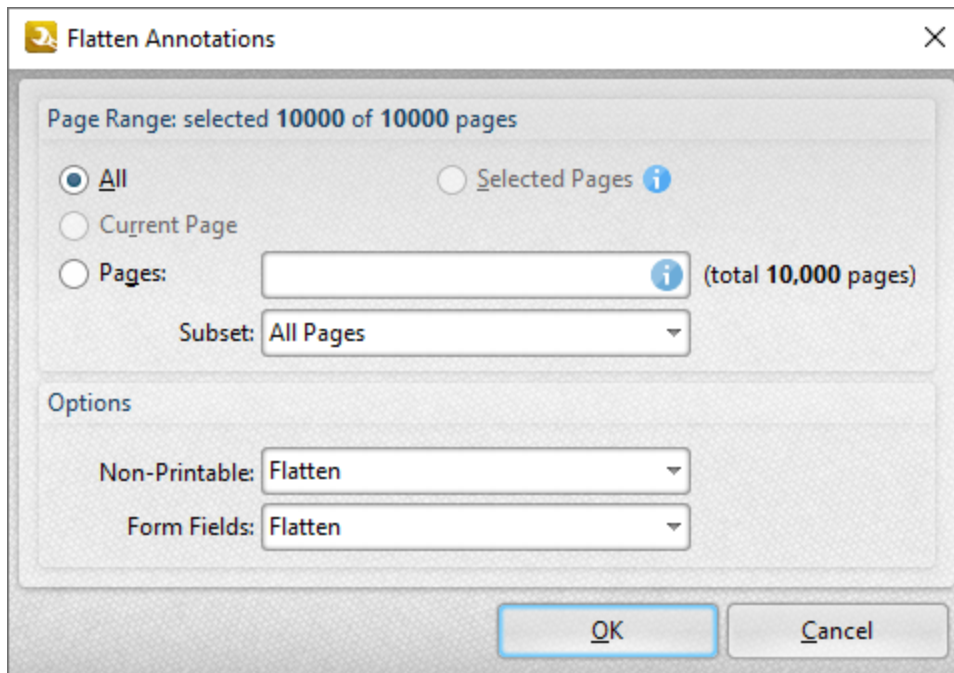 Flatten Annotations
Page Range: selected 10000 of 10000 pages
All
Selected Pages
Current Page
Pages:
(total 10,000 pages)
Subset: All Pages
Options
Non-Printable: Flatten
Form Fields: Flatten
OK
Cancel